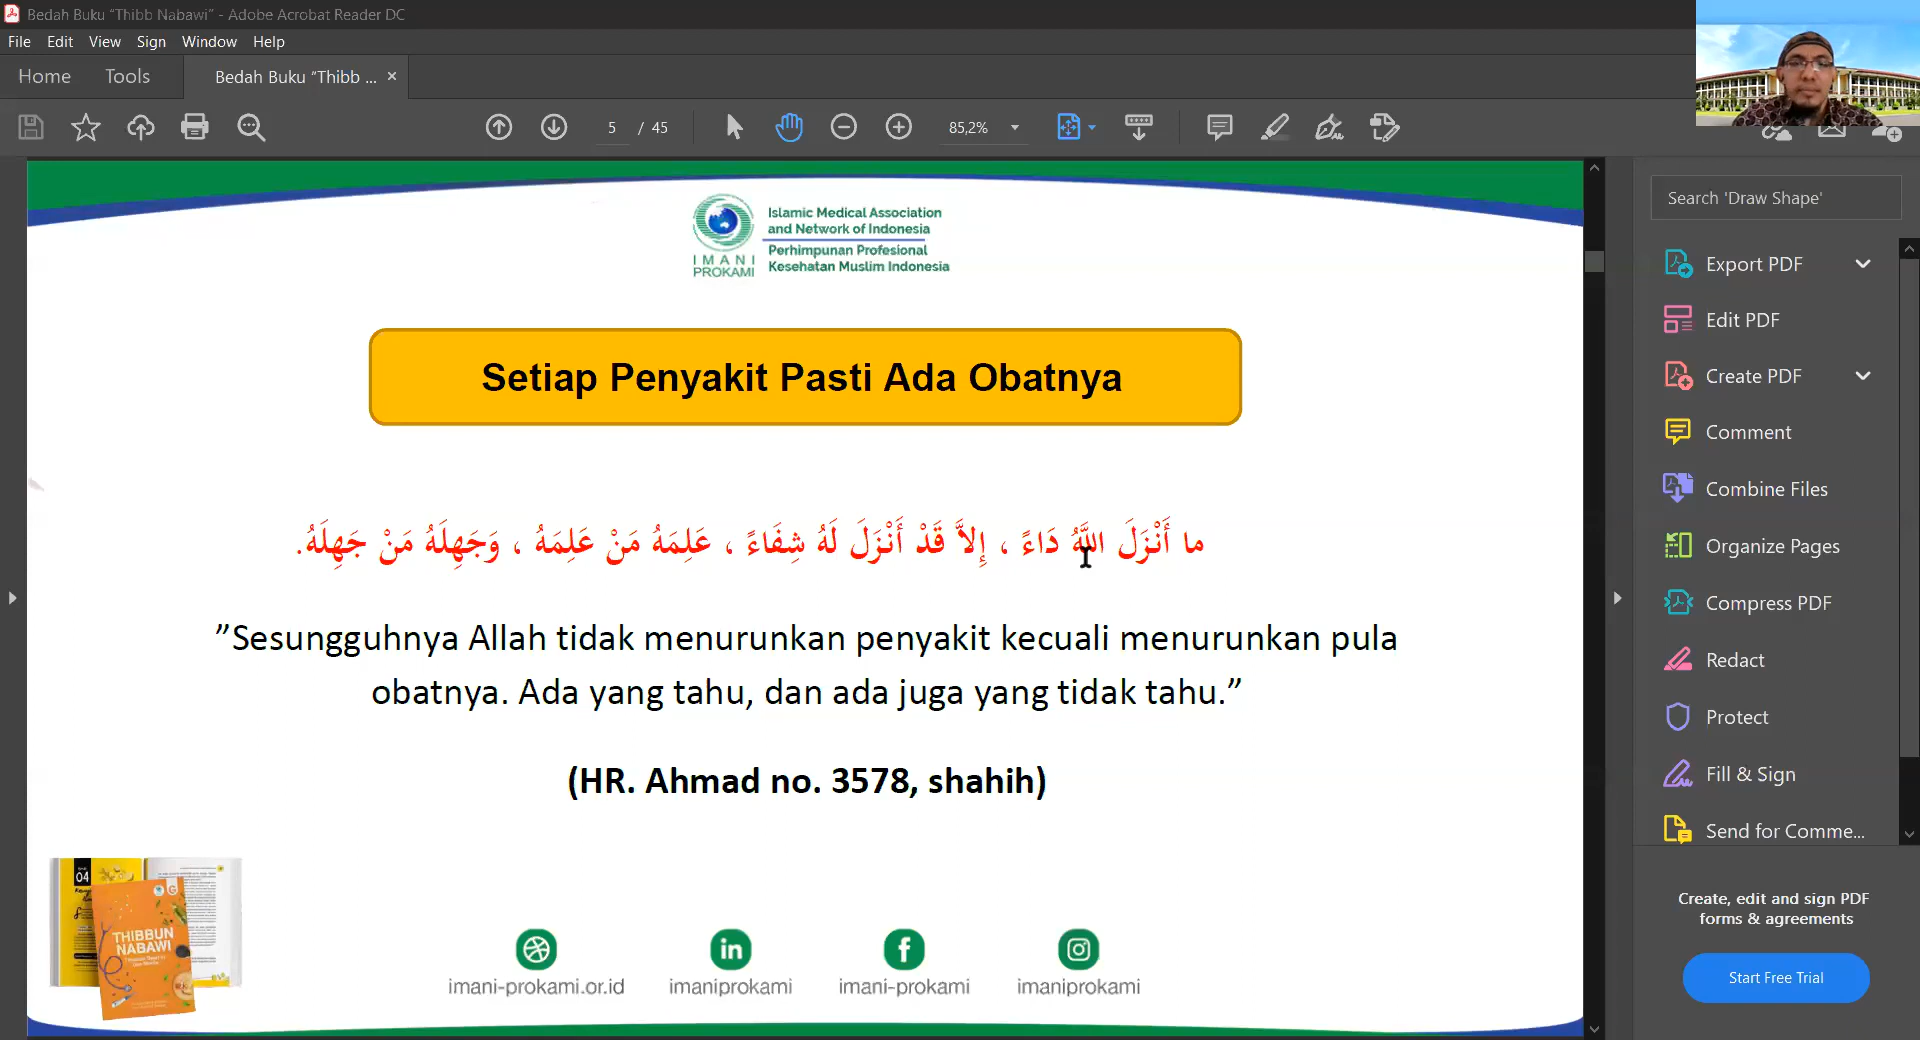 Bedah Buku “Thibb Nabawi” - Adobe Acrobat Reader DC
File Edit View Sign Window Help
Home Tools Bedah Buku “Thibb ... ×
5 / 45 85,2%
Islamic Medical Association
and Network of Indonesia
Perhimpunan Profesional
Kesehatan Muslim Indonesia
IMANI
PROKAMI
Setiap Penyakit Pasti Ada Obatnya
ما أَنْزَلَ اللَّهُ دَاءً ، إِلاَّ قَدْ أَنْزَلَ لَهُ شِفَاءً ، عَلِمَهُ مَنْ عَلِمَهُ ، وَجَهِلَهُ مَنْ جَهِلَهُ.
”Sesungguhnya Allah tidak menurunkan penyakit kecuali menurunkan pula
obatnya. Ada yang tahu, dan ada juga yang tidak tahu.”
(HR. Ahmad no. 3578, shahih)
04
THIBBUN
NABAWI
imani-prokami.or.id imaniprokami imani-prokami imaniprokami
Search 'Draw Shape'
Export PDF
Edit PDF
Create PDF
Comment
Combine Files
Organize Pages
Compress PDF
Redact
Protect
Fill & Sign
Send for Comme...
Create, edit and sign PDF
forms & agreements
Start Free Trial